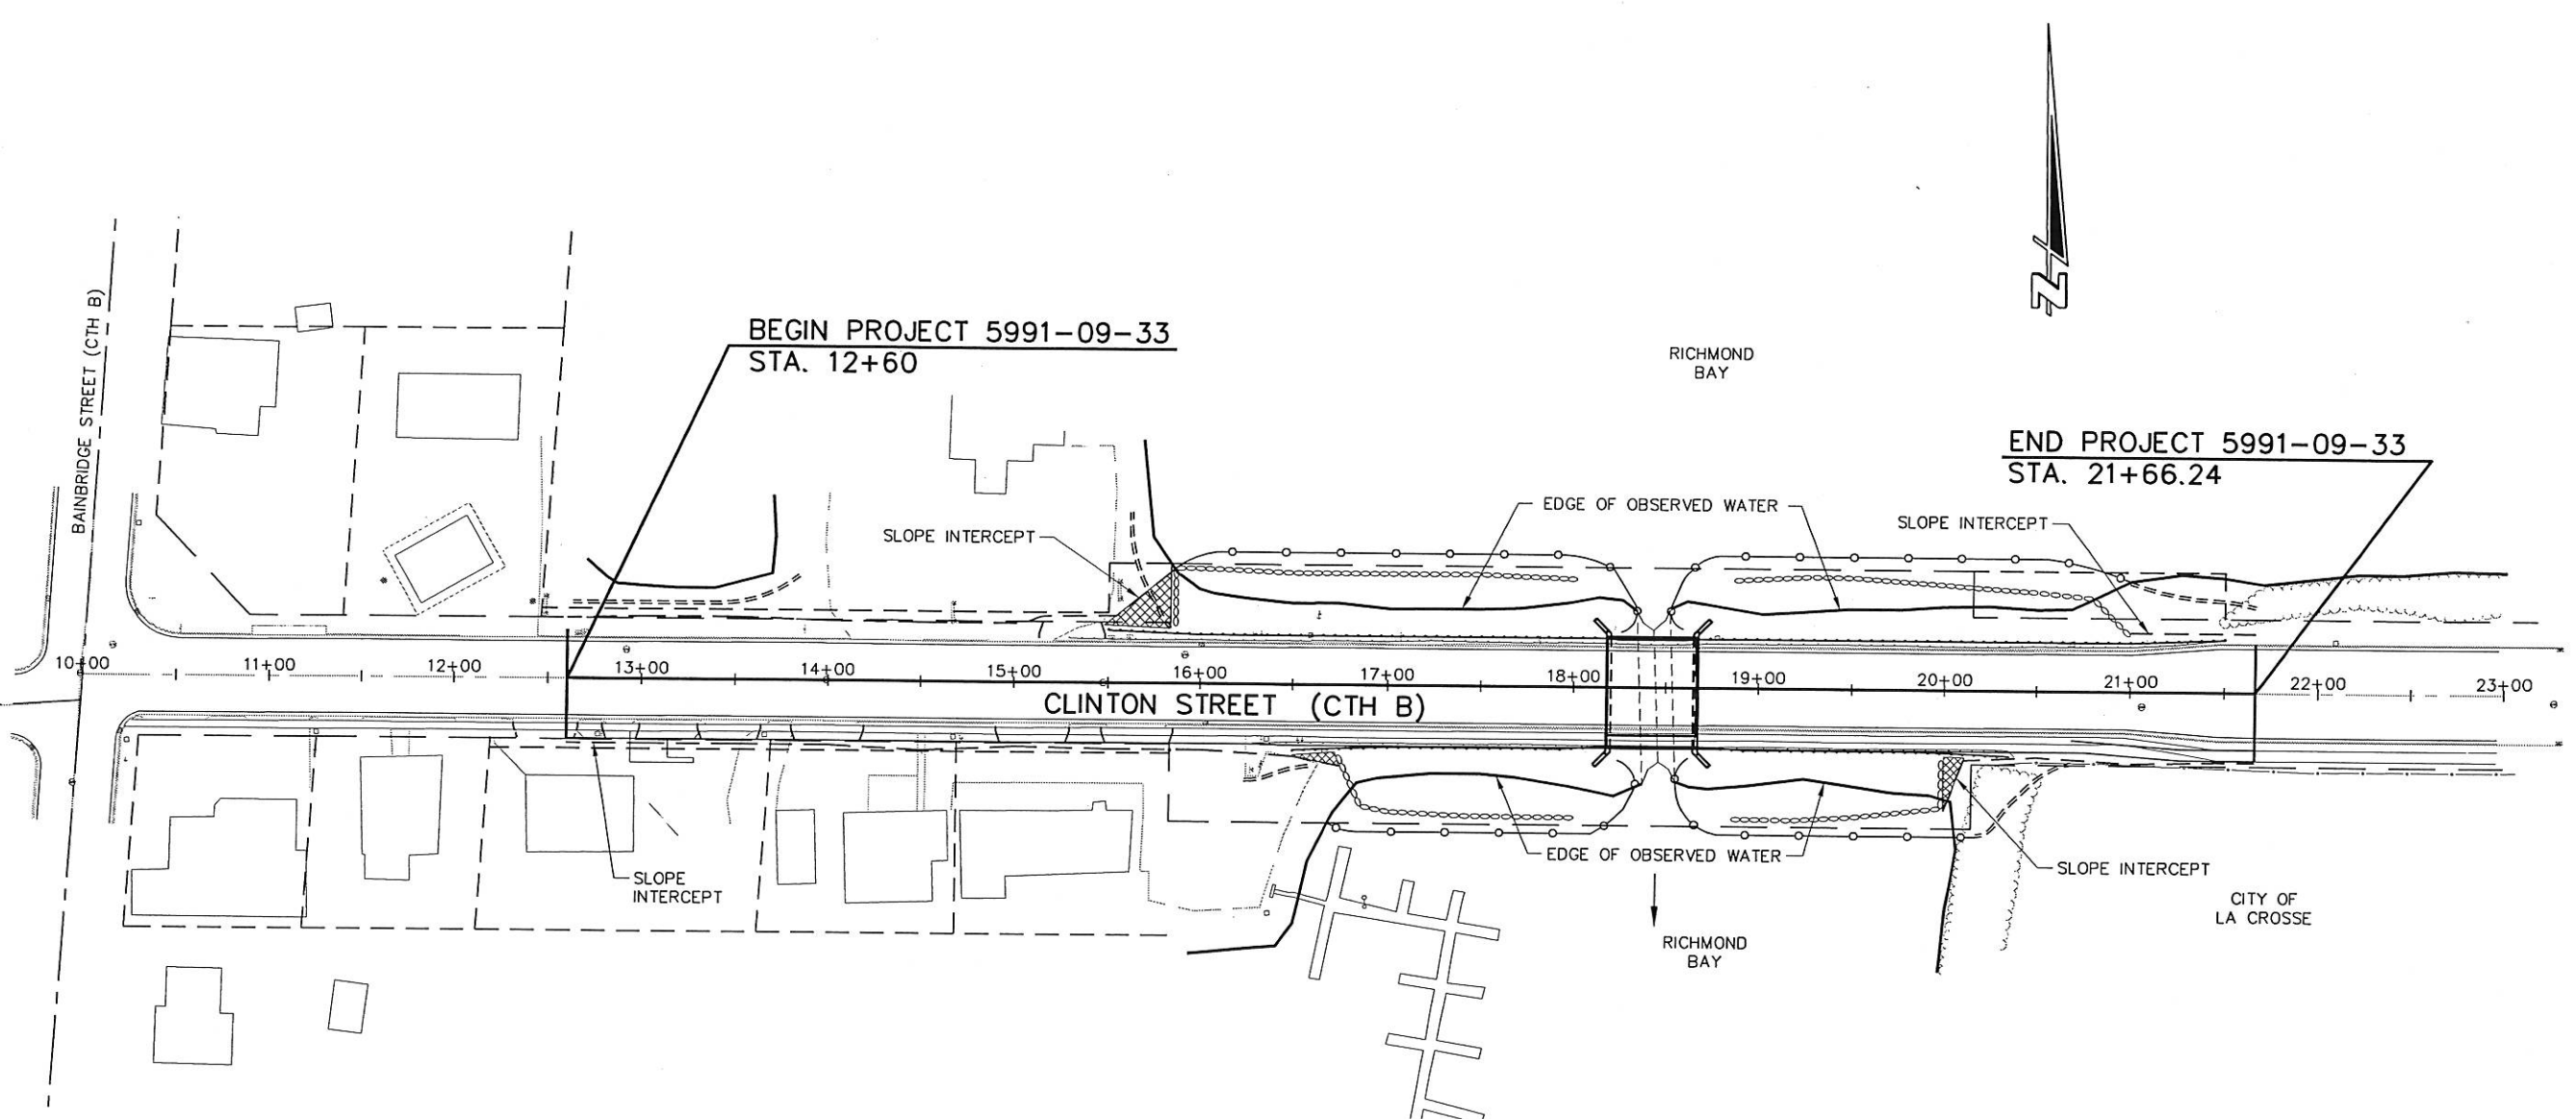 BAINBRIDGE STREET (CTH B)
BEGIN PROJECT 5991-09-33
STA. 12+60
RICHMOND
BAY
N
END PROJECT 5991-09-33
STA. 21+66.24
EDGE OF OBSERVED WATER
SLOPE INTERCEPT
SLOPE INTERCEPT
10+00 11+00 12+00 13+00 14+00 15+00 16+00 17+00 18+00 19+00 20+00 21+00 22+00 23+00
CLINTON STREET (CTH B)
EDGE OF OBSERVED WATER
SLOPE INTERCEPT
SLOPE
INTERCEPT
CITY OF
LA CROSSE
RICHMOND
BAY